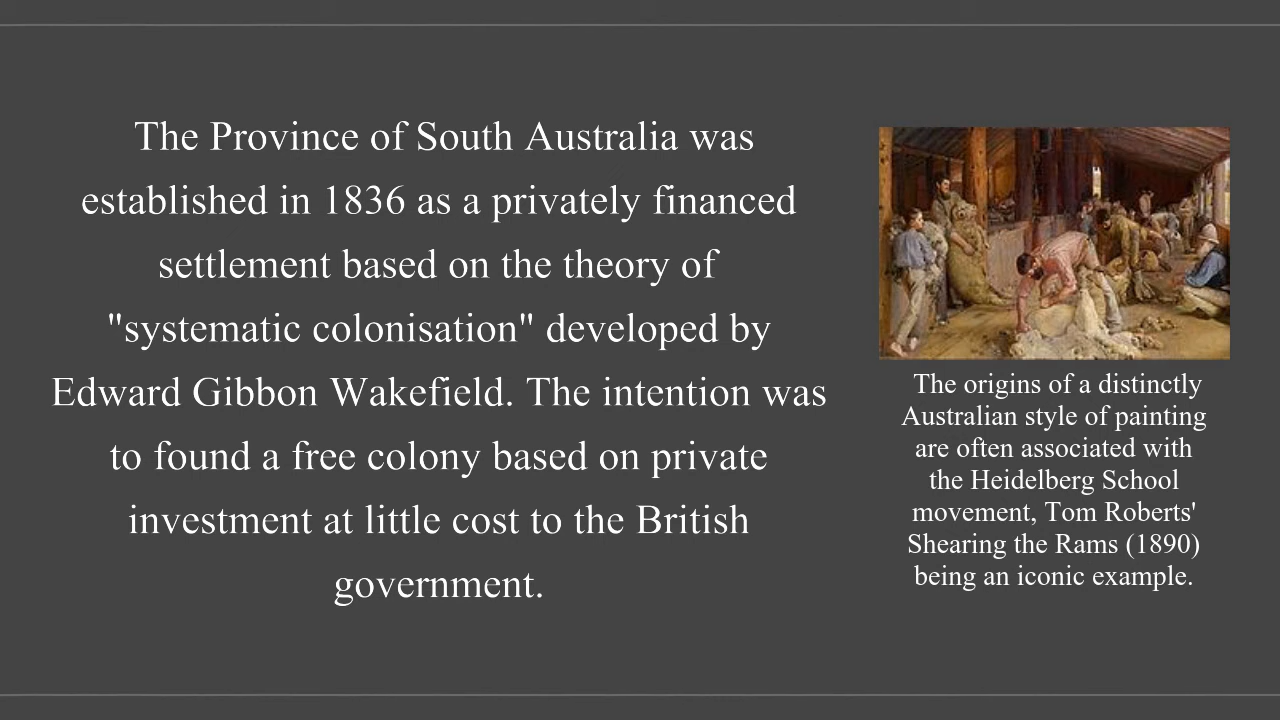 The Province of South Australia was
established in 1836 as a privately financed
settlement based on the theory of
"systematic colonisation" developed by
Edward Gibbon Wakefield. The intention was
to found a free colony based on private
investment at little cost to the British
government.
The origins of a distinctly
Australian style of painting
are often associated with
the Heidelberg School
movement, Tom Roberts'
Shearing the Rams (1890)
being an iconic example.